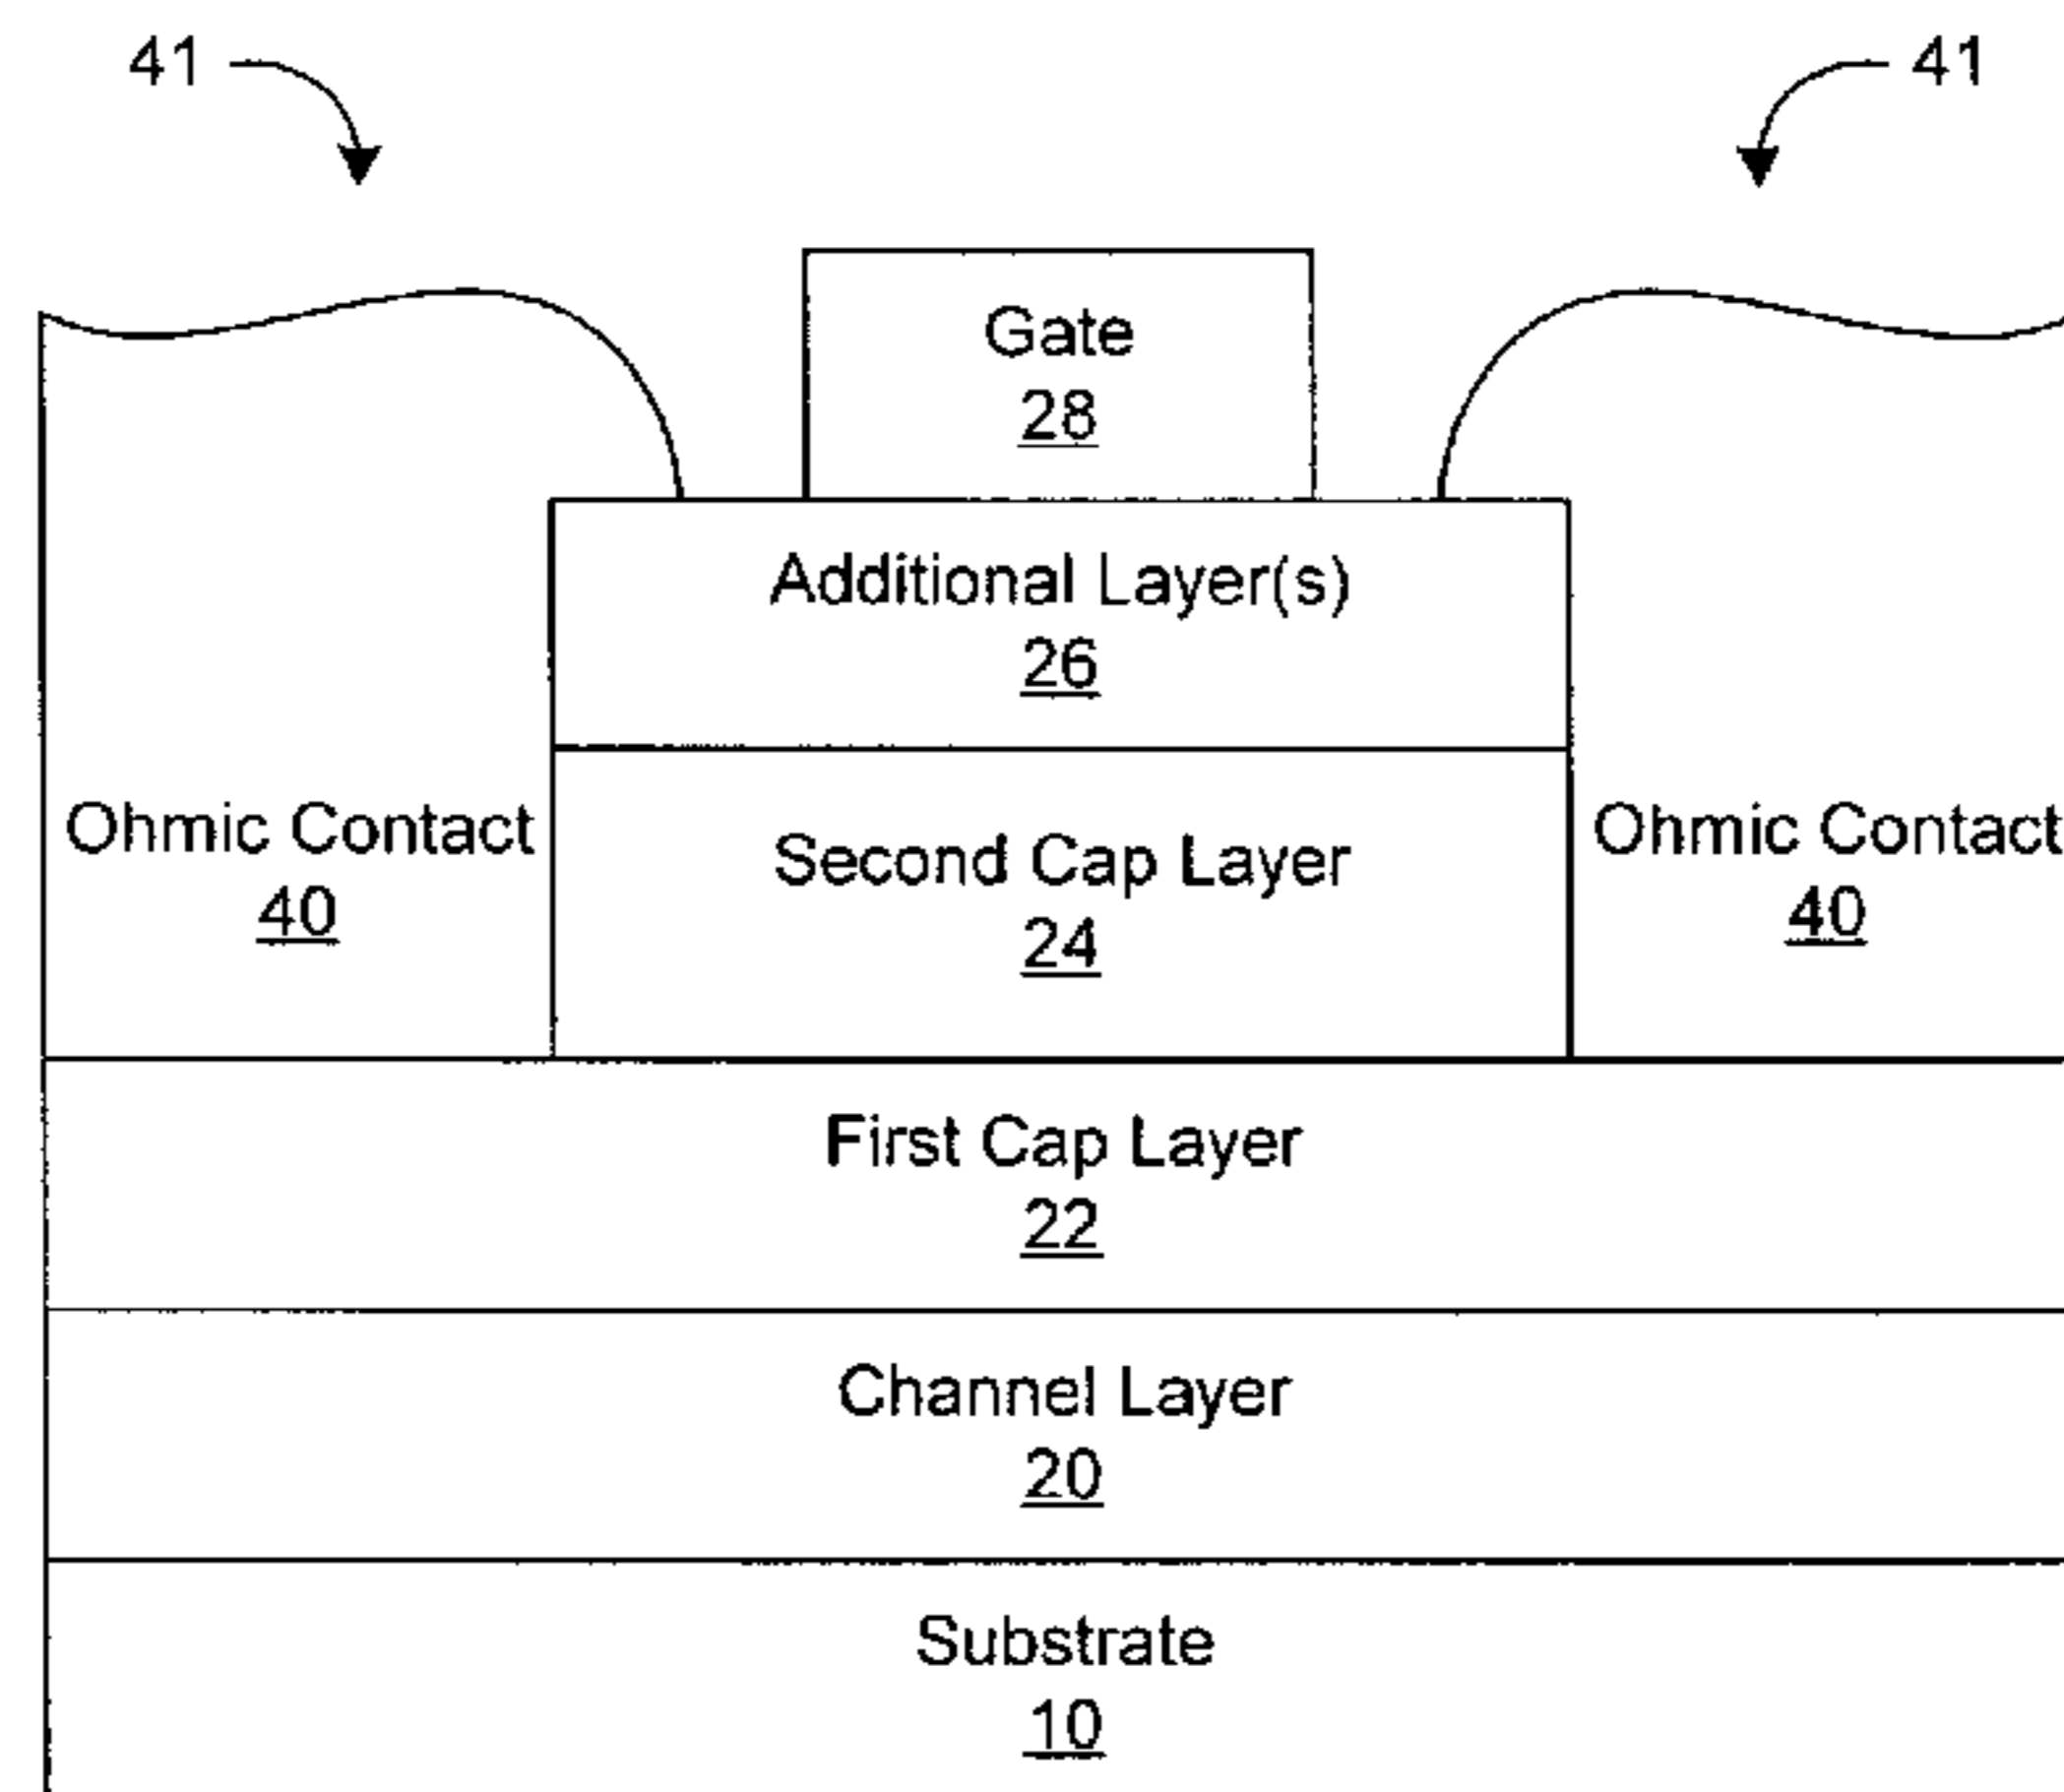 41
41
Gate
28
Additional Layer(s)
26
Ohmic Contact
40
Second Cap Layer
24
Ohmic Contact
40
First Cap Layer
22
Channel Layer
20
Substrate
10